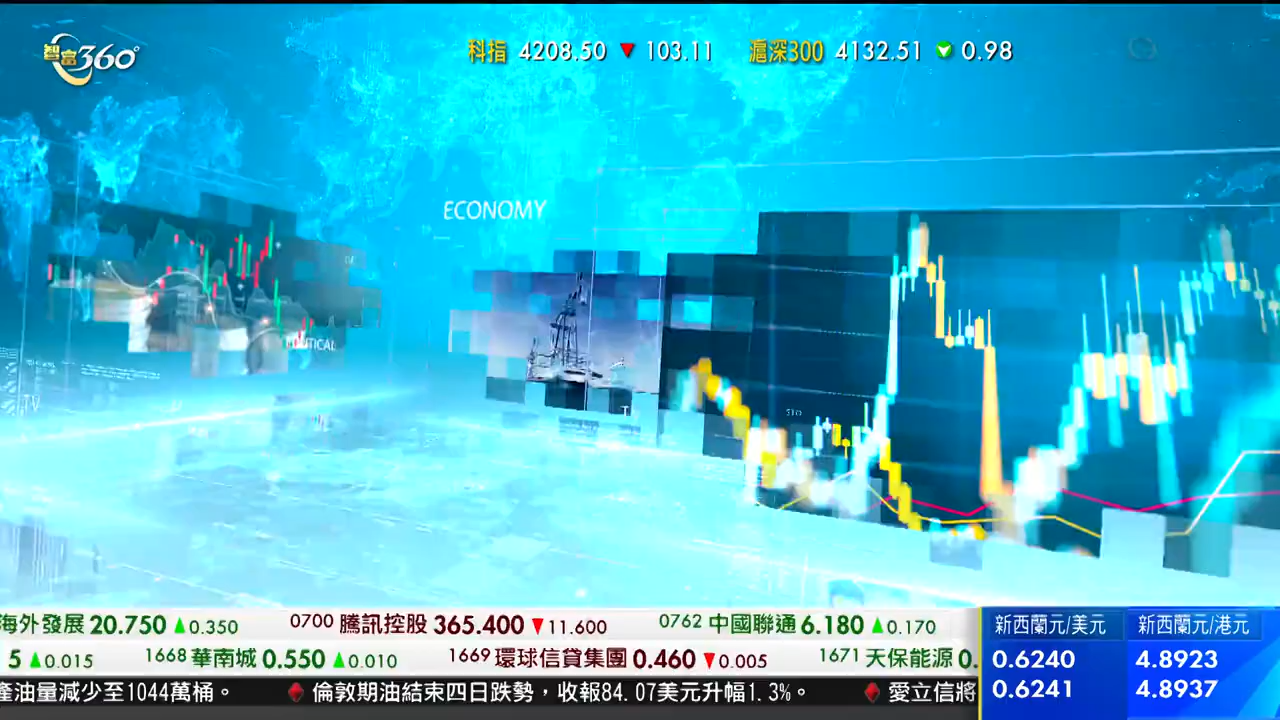 智富360°
科指 4208.50 ▼ 103.11 滬深300 4132.51 0.98
ECONOMY
POLITICAL
海外發展 20.750 ▲0.350 0700 騰訊控股 365.400 ▼11.600 0762 中國聯通 6.180 ▲0.170
5 ▲0.015 1668 華南城 0.550 ▲0.010 1669 環球信貸集團 0.460 ▼0.005 1671 天保能源 0.
產油量減少至1044萬桶。 倫敦期油結束四日跌勢，收報84.07美元升幅1.3%。 愛立信將
新西蘭元/美元 新西蘭元/港元
0.6240 4.8923
0.6241 4.8937